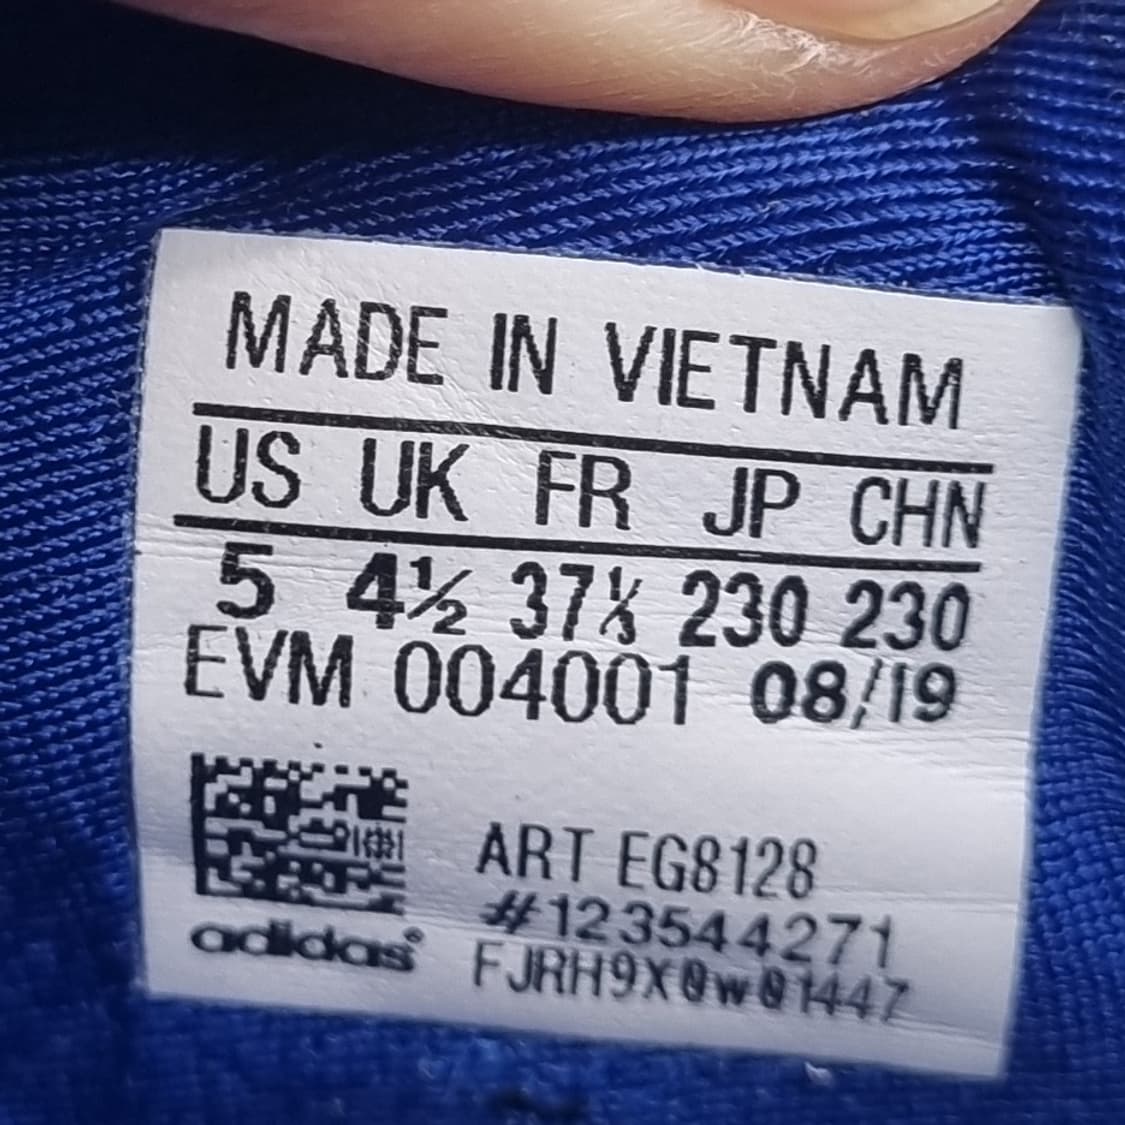 MADE IN VIETNAM
US UK FR JP CHN
5 4½ 37⅓ 230 230
EVM 004001 08/19
ART EG8128
#123544271
adidas®
FJRH9X0w01447